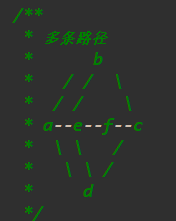 /**
 * 多条路径
 *       b
 *    / /  \
 *   / /    \
 * a--e--f--c
 *  \ \    /
 *   \ \ /
 *     d
 */